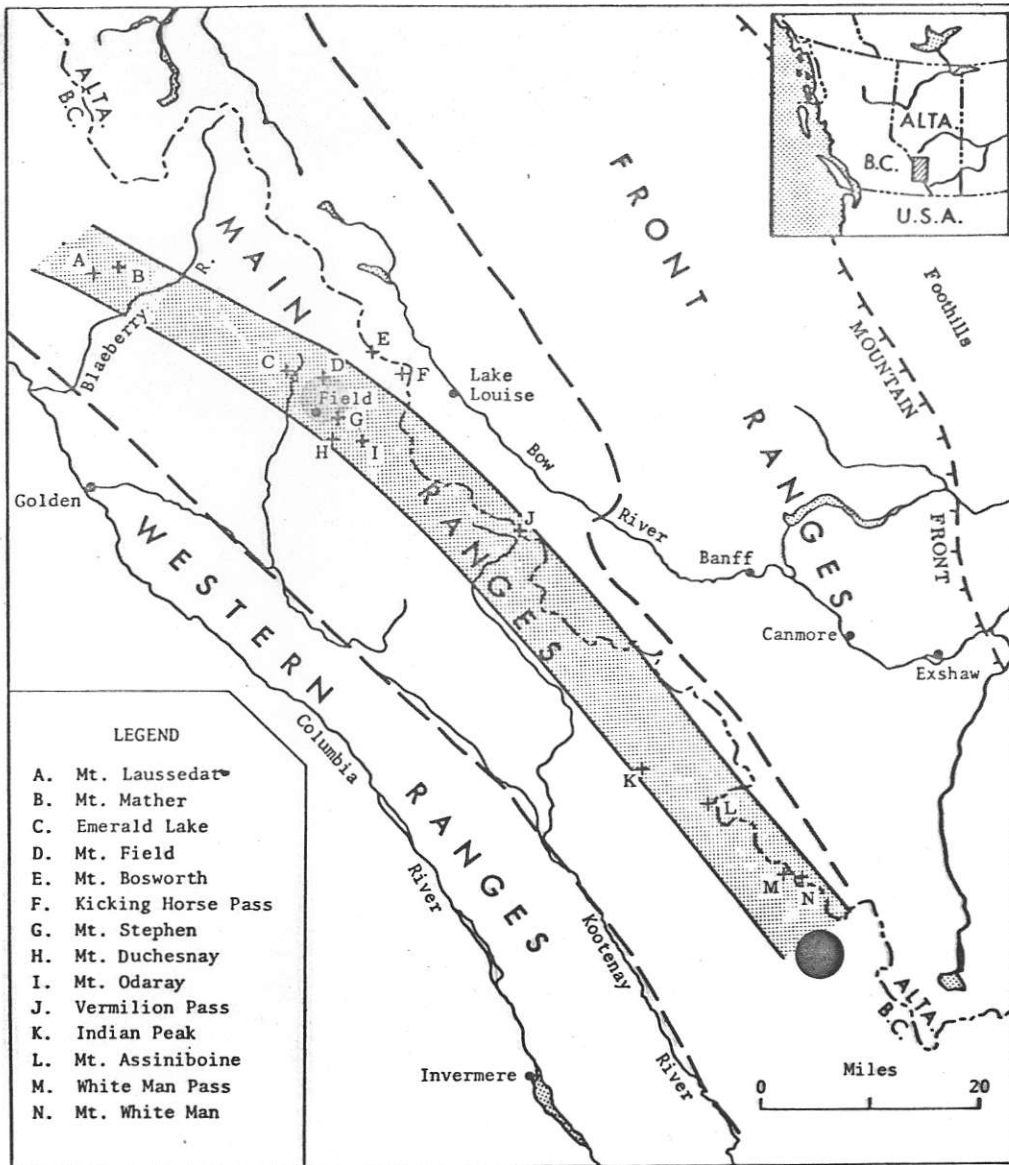 ALTA.
B.C.
ALTA.
B.C.
U.S.A.
FRONT
RANGES
MOUNTAIN
FRONT
Foothills
MAIN
RANGES
A
B
R.
Blaeberry
E
F
C
D
Field
G
H
I
Lake
Louise
Bow
River
Golden
J
Banff
Canmore
Exshaw
WESTERN
RANGES
Columbia
River
K
L
M
N
Kootenay
River
ALTA.
B.C.
Invermere
Miles
0
20
LEGEND
A. Mt. Laussedat
B. Mt. Mather
C. Emerald Lake
D. Mt. Field
E. Mt. Bosworth
F. Kicking Horse Pass
G. Mt. Stephen
H. Mt. Duchesnay
I. Mt. Odaray
J. Vermilion Pass
K. Indian Peak
L. Mt. Assiniboine
M. White Man Pass
N. Mt. White Man